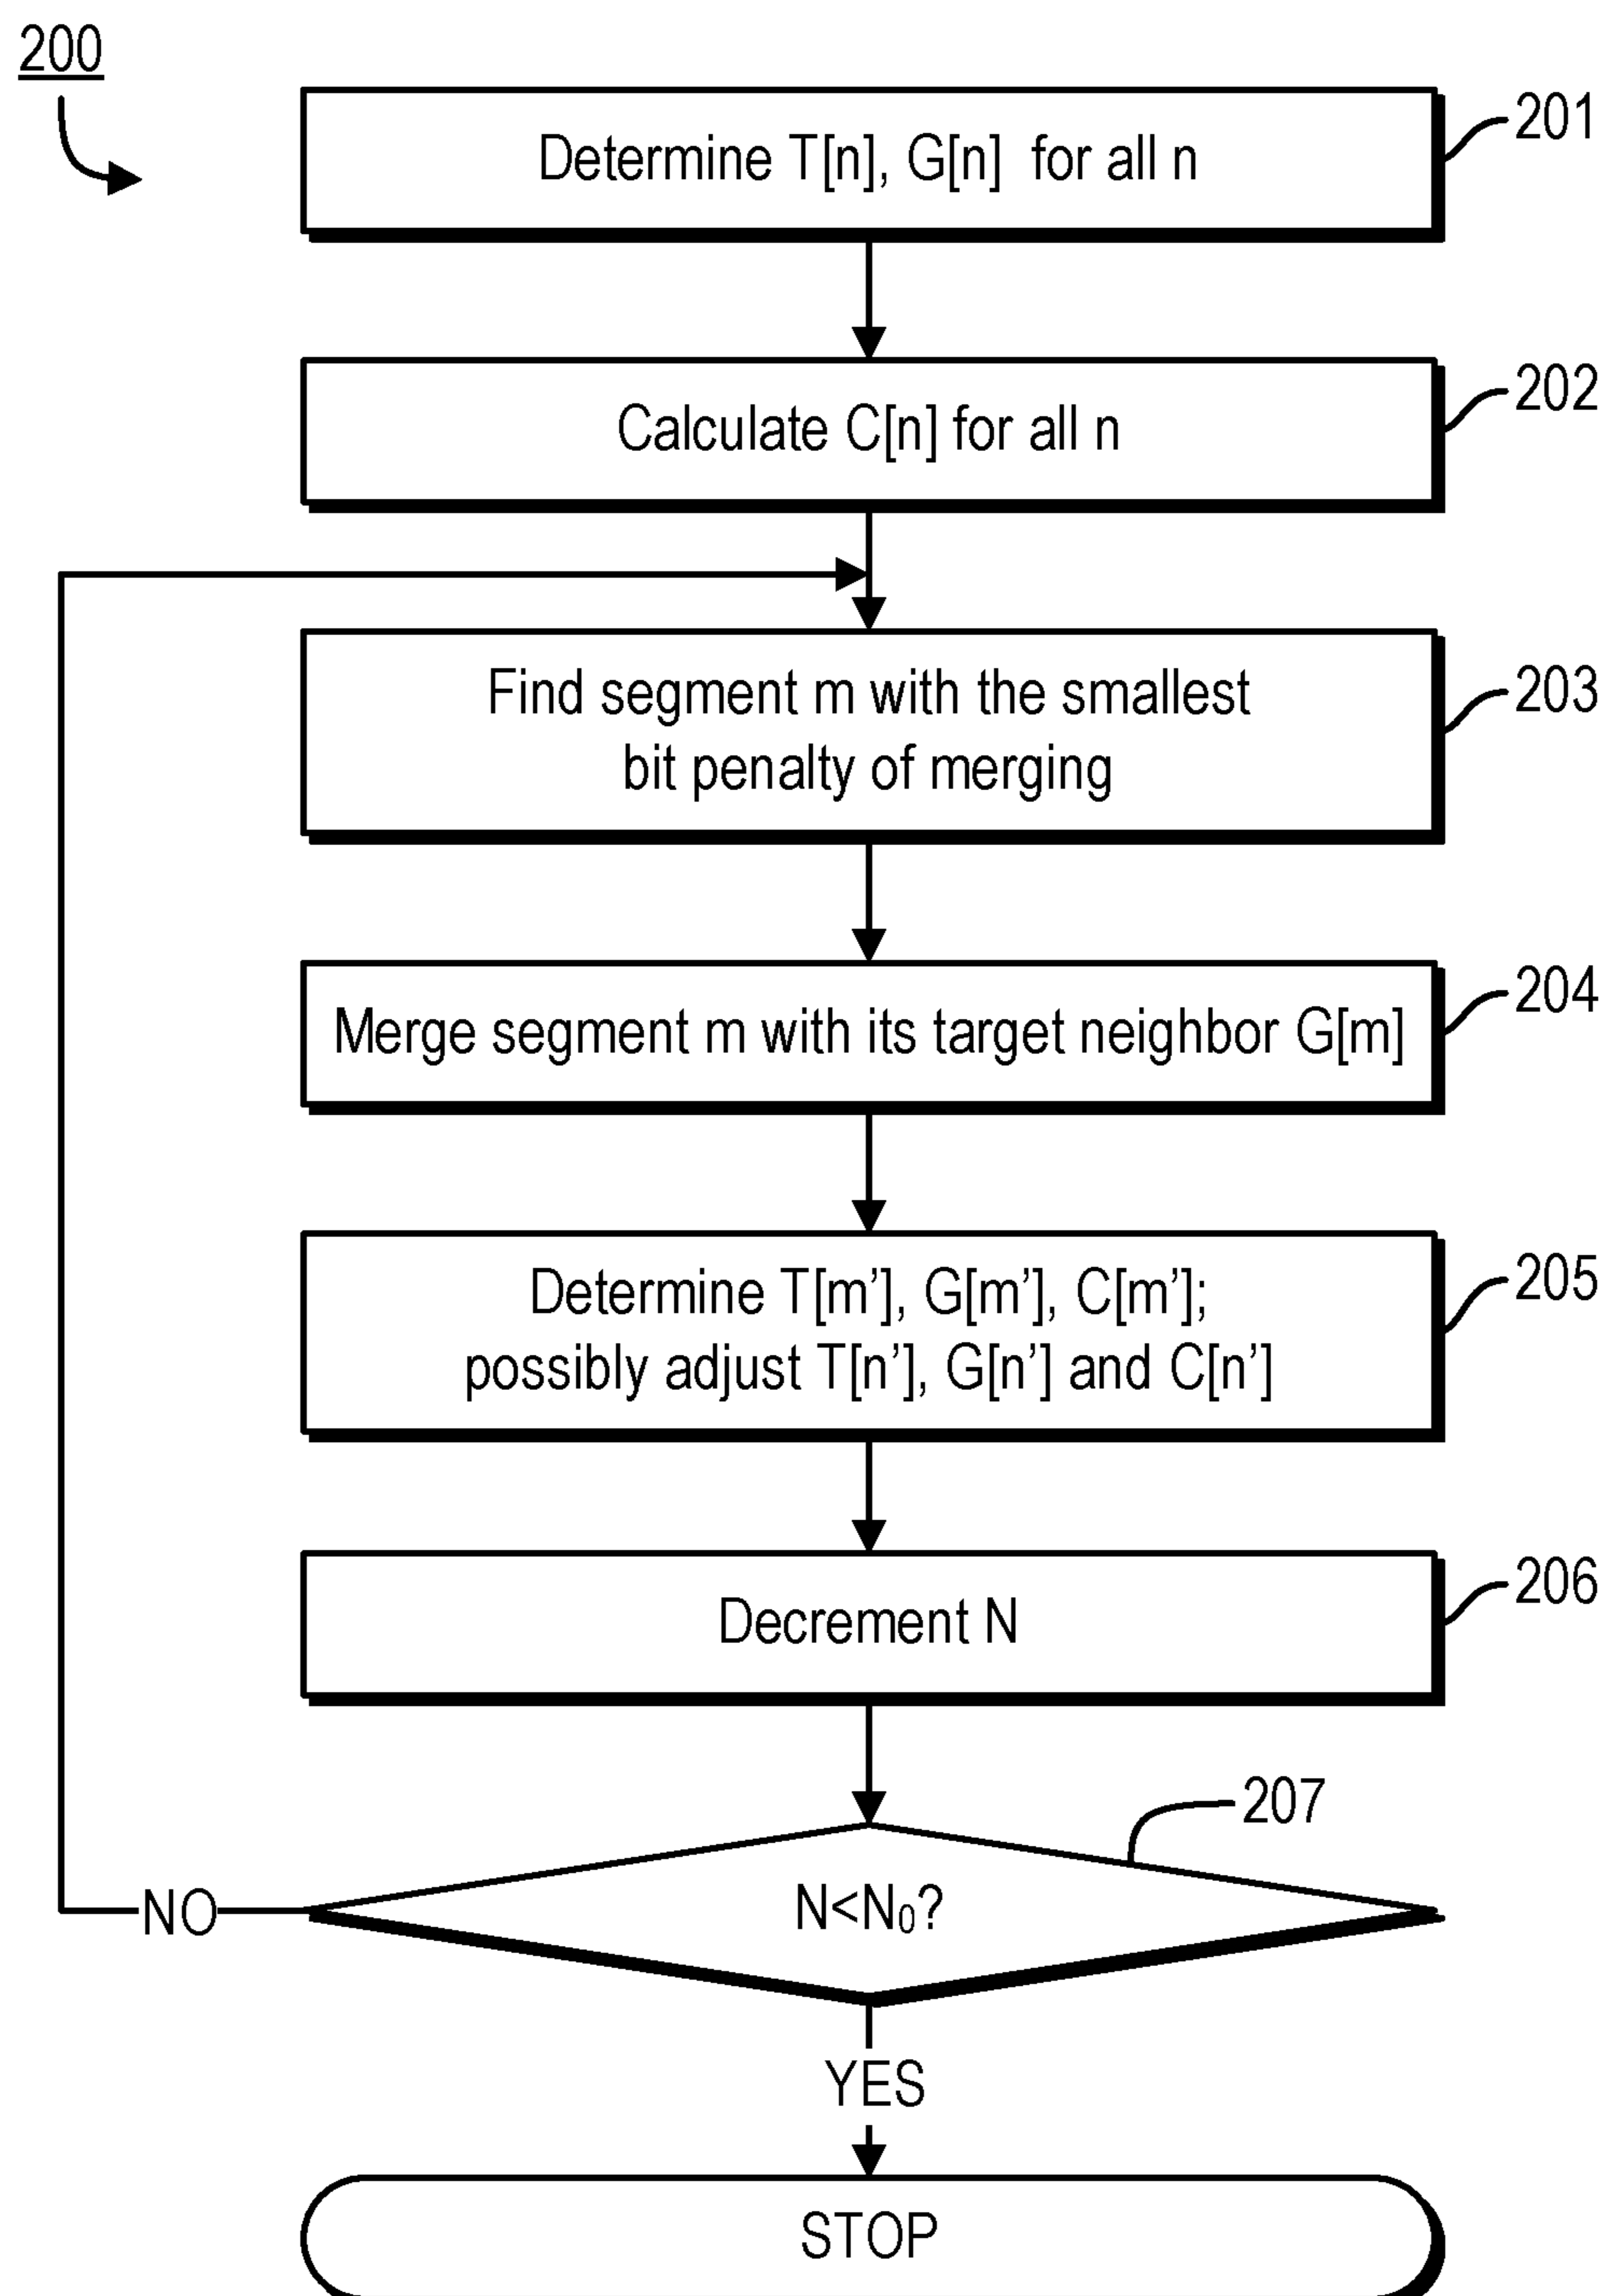 200
Determine T[n], G[n] for all n
201
Calculate C[n] for all n
202
Find segment m with the smallest
bit penalty of merging
203
Merge segment m with its target neighbor G[m]
204
Determine T[m’], G[m’], C[m’];
possibly adjust T[n’], G[n’] and C[n’]
205
Decrement N
206
207
N<N₀?
NO
YES
STOP